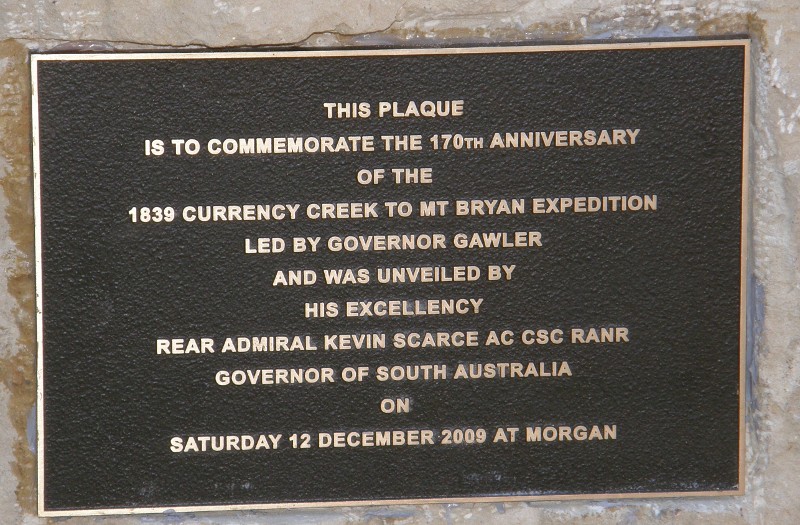 THIS PLAQUE
IS TO COMMEMORATE THE 170TH ANNIVERSARY
OF THE
1839 CURRENCY CREEK TO MT BRYAN EXPEDITION
LED BY GOVERNOR GAWLER
AND WAS UNVEILED BY
HIS EXCELLENCY
REAR ADMIRAL KEVIN SCARCE AC CSC RANR
GOVERNOR OF SOUTH AUSTRALIA
ON
SATURDAY 12 DECEMBER 2009 AT MORGAN